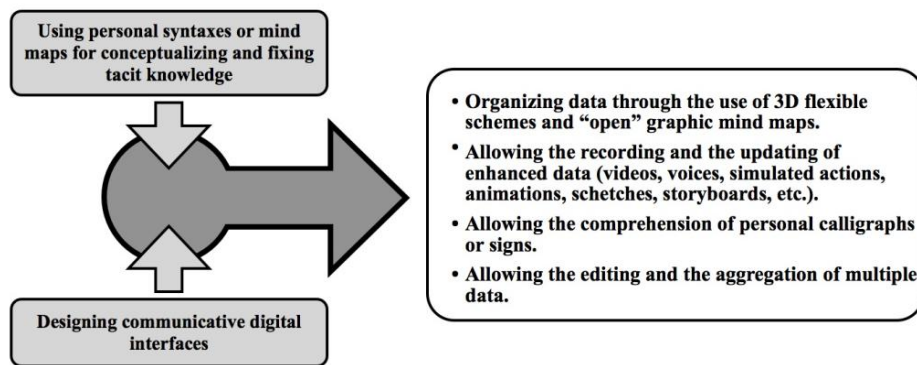 Using personal syntaxes or mind
maps for conceptualizing and fixing
tacit knowledge
• Organizing data through the use of 3D flexible
schemes and “open” graphic mind maps.
• Allowing the recording and the updating of
enhanced data (videos, voices, simulated actions,
animations, schetches, storyboards, etc.).
• Allowing the comprehension of personal calligraphs
or signs.
• Allowing the editing and the aggregation of multiple
data.
Designing communicative digital
interfaces